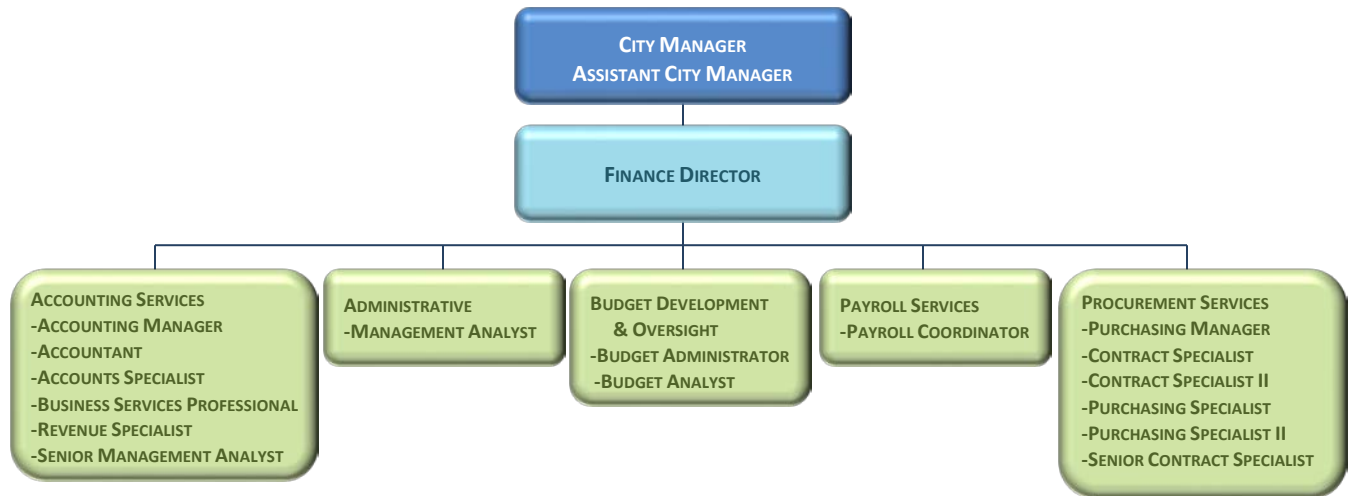 CITY MANAGER
ASSISTANT CITY MANAGER
FINANCE DIRECTOR
ACCOUNTING SERVICES
-ACCOUNTING MANAGER
-ACCOUNTANT
-ACCOUNTS SPECIALIST
-BUSINESS SERVICES PROFESSIONAL
-REVENUE SPECIALIST
-SENIOR MANAGEMENT ANALYST
ADMINISTRATIVE
-MANAGEMENT ANALYST
BUDGET DEVELOPMENT
& OVERSIGHT
-BUDGET ADMINISTRATOR
-BUDGET ANALYST
PAYROLL SERVICES
-PAYROLL COORDINATOR
PROCUREMENT SERVICES
-PURCHASING MANAGER
-CONTRACT SPECIALIST
-CONTRACT SPECIALIST II
-PURCHASING SPECIALIST
-PURCHASING SPECIALIST II
-SENIOR CONTRACT SPECIALIST